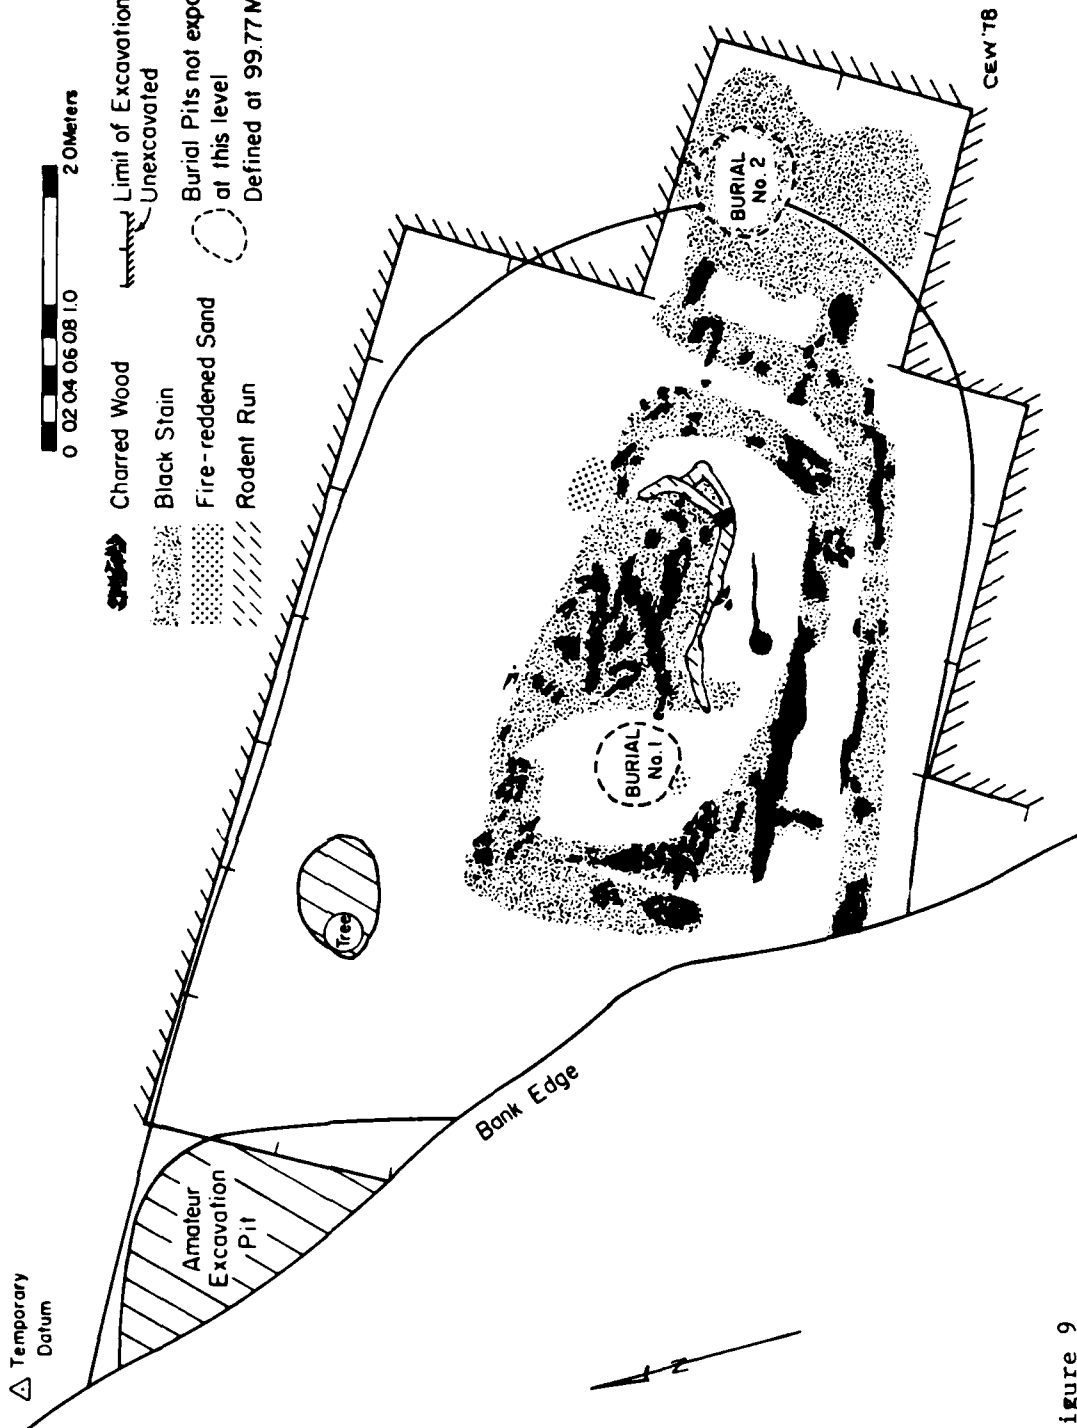 △ Temporary
Datum
0 0.2 0.4 0.6 0.8 1.0 2.0 Meters
Charred Wood
Black Stain
Fire-reddened Sand
Rodent Run
Limit of Excavation
Unexcavated
Burial Pits not expo
at this level
Defined at 99.77 M
Amateur
Excavation
Pit
Tree
Bank Edge
BURIAL
No. 1
BURIAL
No. 2
N
CEW '78
igure 9